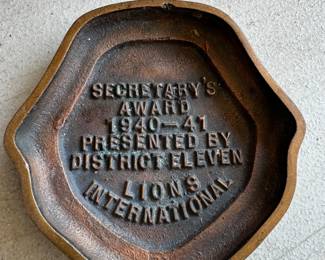 SECRETARY'S
AWARD
1940-41
PRESENTED BY
DISTRICT ELEVEN
LIONS
INTERNATIONAL